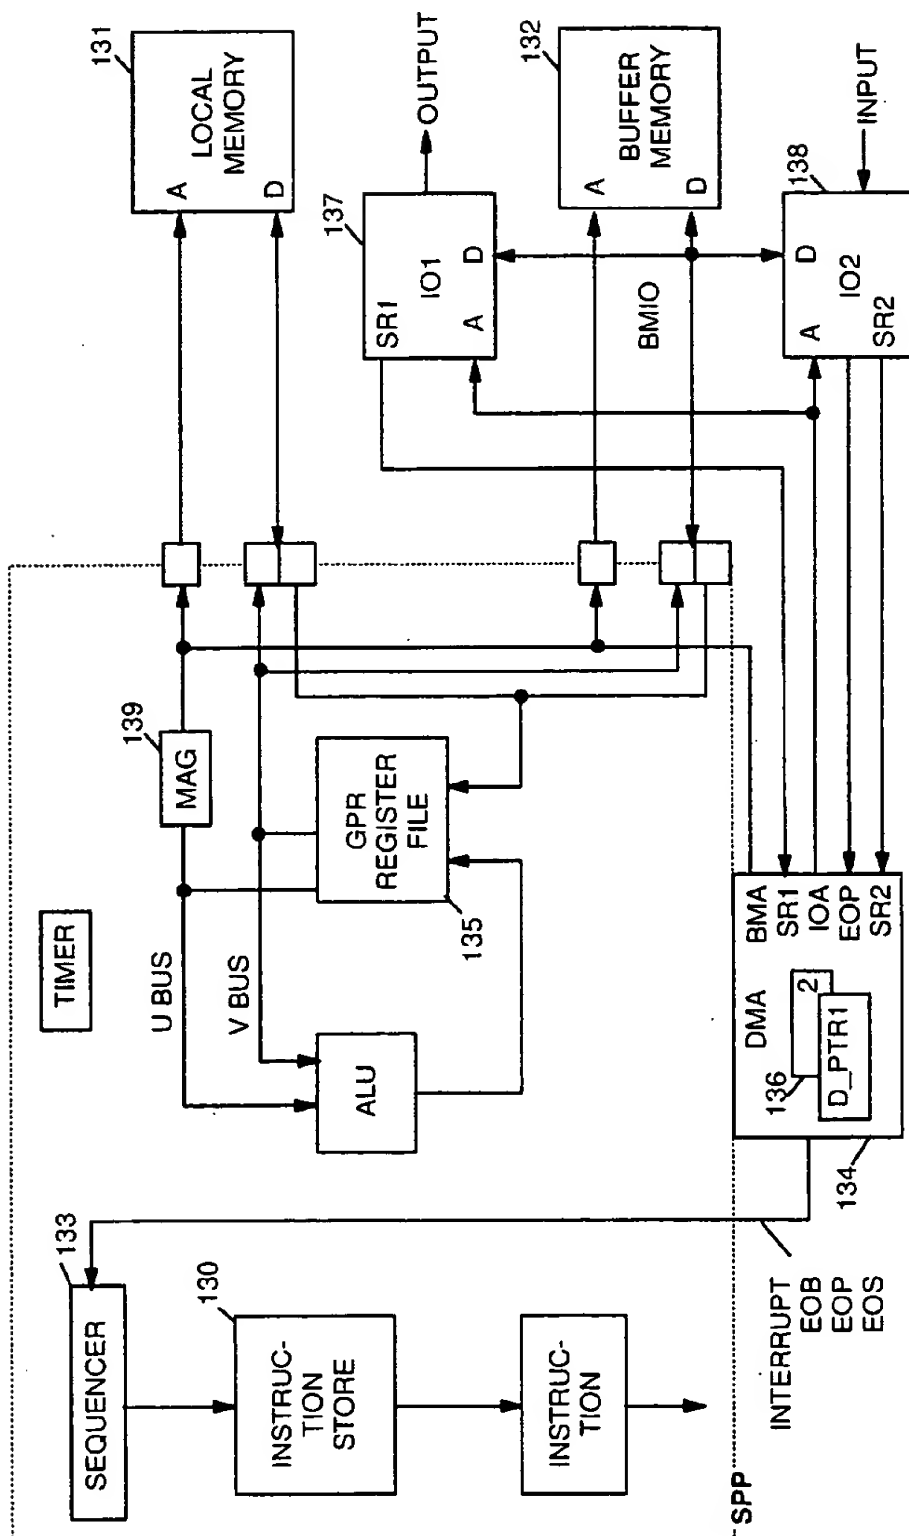 TIMER
U BUS
V BUS
139
MAG
131
LOCAL
MEMORY
A
D
133
SEQUENCER
130
INSTRUC-
TION
STORE
INSTRUC-
TION
ALU
GPR
REGISTER
FILE
135
137
SR1
IO1
A
D
OUTPUT
132
BUFFER
MEMORY
A
D
BMIO
138
A
D
IO2
SR2
INPUT
SPP
INTERRUPT
EOB
EOP
EOS
134
DMA
136
2
D_PTR1
BMA
SR1
IOA
EOP
SR2